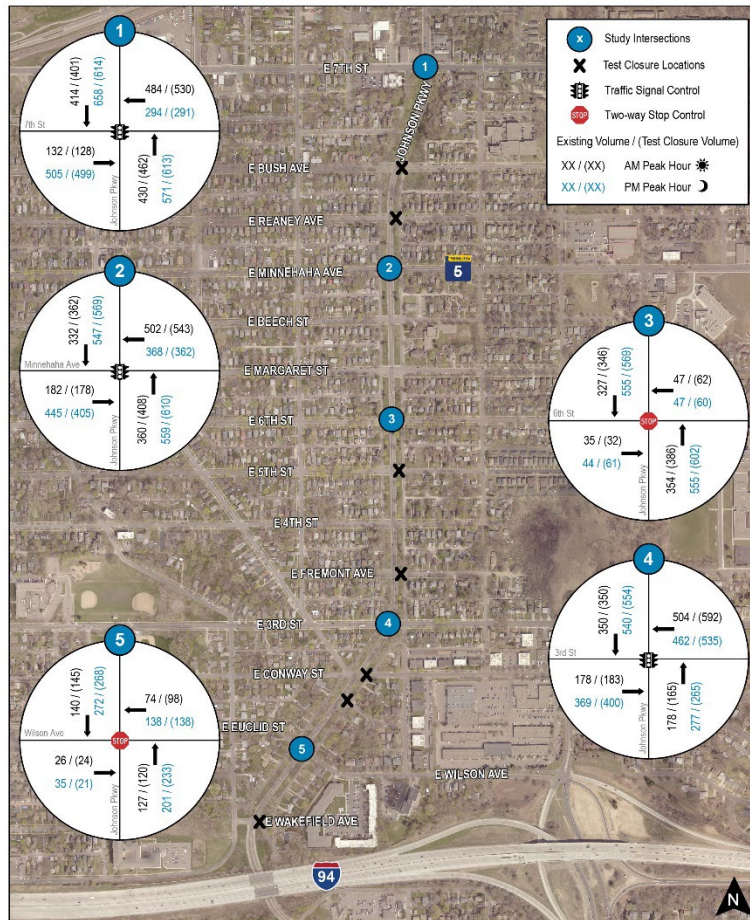 1
414 / (401)
658 / (614)
484 / (530)
294 / (291)
7th St
132 / (128)
505 / (499)
Johnson Pkwy
430 / (462)
571 / (613)
2
332 / (362)
547 / (569)
502 / (543)
368 / (362)
Minnehaha Ave
182 / (178)
445 / (405)
Johnson Pkwy
360 / (408)
559 / (610)
5
140 / (145)
272 / (268)
74 / (98)
138 / (138)
Wilson Ave
STOP
26 / (24)
35 / (21)
Johnson Pkwy
127 / (120)
201 / (233)
E 7TH ST
1
JOHNSON PKWY
E BUSH AVE
E REANEY AVE
E MINNEHAHA AVE
2
5
E BEECH ST
E MARGARET ST
E 6TH ST
3
E 5TH ST
E 4TH ST
E FREMONT AVE
E 3RD ST
4
E CONWAY ST
E EUCLID ST
5
E WILSON AVE
E WAKEFIELD AVE
94
x Study Intersections
Test Closure Locations
Traffic Signal Control
STOP Two-way Stop Control
Existing Volume / (Test Closure Volume)
XX / (XX) AM Peak Hour
XX / (XX) PM Peak Hour
3
327 / (346)
555 / (569)
47 / (62)
47 / (60)
6th St
STOP
35 / (32)
44 / (61)
Johnson Pkwy
354 / (386)
555 / (602)
4
350 / (350)
540 / (554)
504 / (592)
462 / (535)
3rd St
178 / (183)
369 / (400)
Johnson Pkwy
178 / (165)
277 / (265)
N